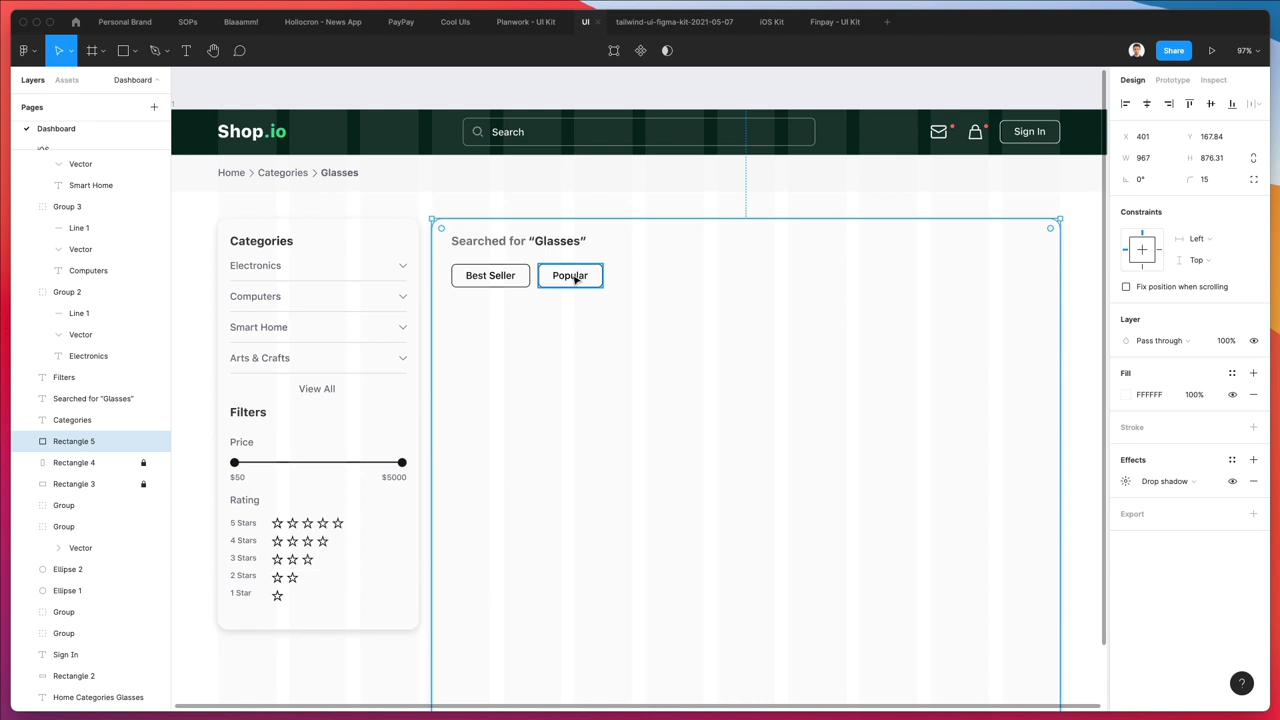 Personal Brand SOPs Blaaamm! Holiocron - News App PayPay Cool UIs Planwork - UI Kit UI tailwind-ui-figma-kit-2021-05-07 iOS Kit Finpay - UI Kit
Share 97%
Layers Assets Dashboard
Pages
Dashboard
iOS
Vector
Smart Home
Group 3
Line 1
Vector
Computers
Group 2
Line 1
Vector
Electronics
Filters
Searched for “Glasses”
Categories
Rectangle 5
Rectangle 4
Rectangle 3
Group
Group
Vector
Ellipse 2
Ellipse 1
Group
Group
Sign In
Rectangle 2
Home Categories Glasses
1
Shop.io
Search
Sign In
Home Categories Glasses
Categories
Electronics
Computers
Smart Home
Arts & Crafts
View All
Filters
Price
$50 $5000
Rating
5 Stars
4 Stars
3 Stars
2 Stars
1 Star
Searched for “Glasses”
Best Seller Popular
Design Prototype Inspect
X 401 Y 167.84
W 967 H 876.31
0° 15
Constraints
Left
Top
Fix position when scrolling
Layer
Pass through 100%
Fill
FFFFFF 100%
Stroke
Effects
Drop shadow
Export
?